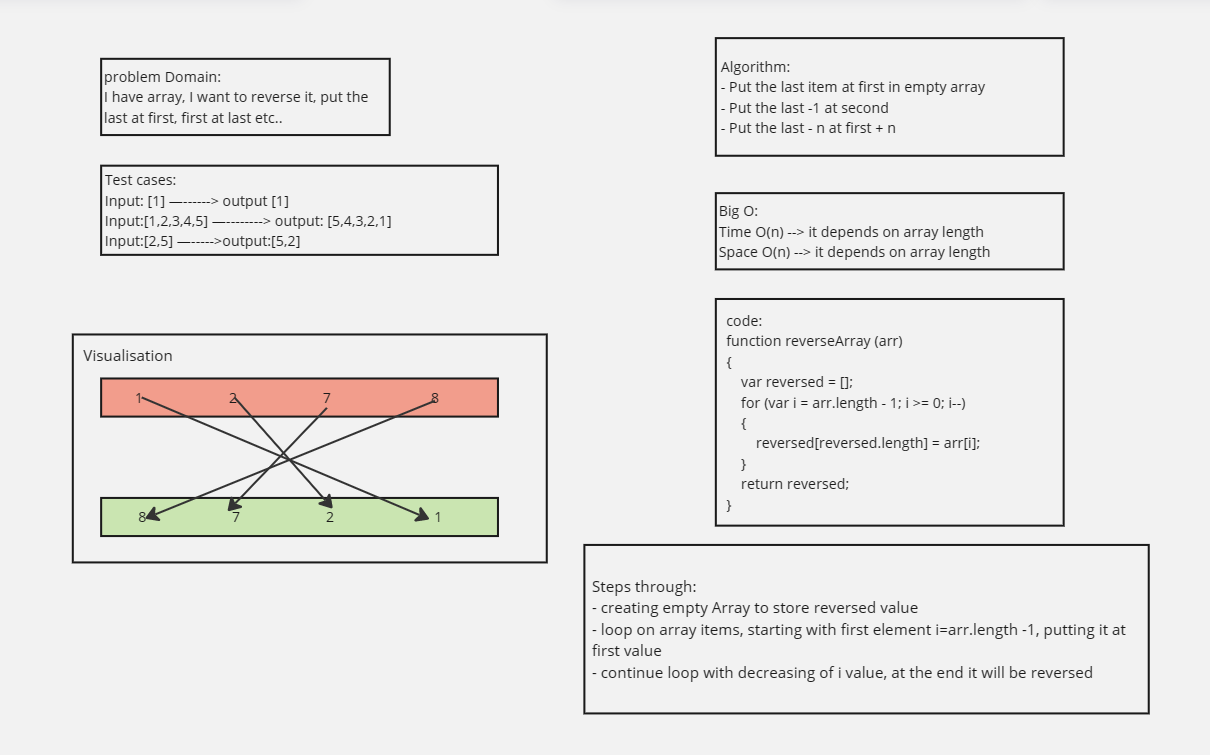 problem Domain:
I have array, I want to reverse it, put the
last at first, first at last etc..
Test cases:
Input: [1] —------> output [1]
Input:[1,2,3,4,5] —--------> output: [5,4,3,2,1]
Input:[2,5] —----->output:[5,2]
Visualisation
1 2 7 8
8 7 2 1
Algorithm:
- Put the last item at first in empty array
- Put the last -1 at second
- Put the last - n at first + n
Big O:
Time O(n) --> it depends on array length
Space O(n) --> it depends on array length
code:
function reverseArray (arr)
{
    var reversed = [];
    for (var i = arr.length - 1; i >= 0; i--)
    {
        reversed[reversed.length] = arr[i];
    }
    return reversed;
}
Steps through:
- creating empty Array to store reversed value
- loop on array items, starting with first element i=arr.length -1, putting it at
first value
- continue loop with decreasing of i value, at the end it will be reversed